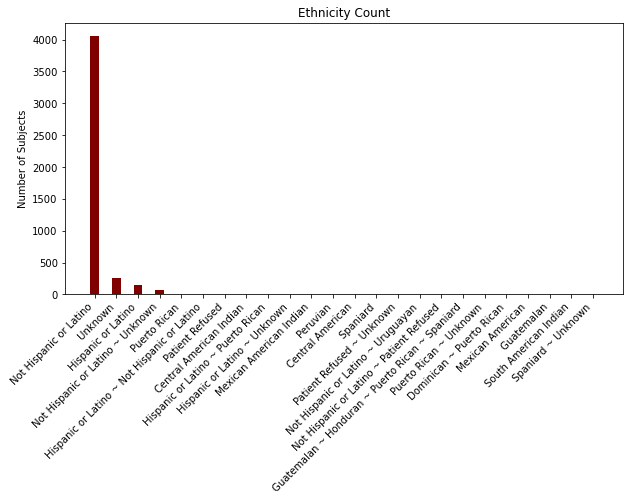 Ethnicity Count
Number of Subjects
4000
3500
3000
2500
2000
1500
1000
500
0
Not Hispanic or Latino
Unknown
Hispanic or Latino
Not Hispanic or Latino ~ Unknown
Puerto Rican
Hispanic or Latino ~ Not Hispanic or Latino
Patient Refused
Central American Indian
Hispanic or Latino ~ Puerto Rican
Hispanic or Latino ~ Unknown
Mexican American Indian
Peruvian
Central American
Spaniard
Patient Refused ~ Unknown
Not Hispanic or Latino ~ Uruguayan
Not Hispanic or Latino ~ Patient Refused
Guatemalan ~ Honduran ~ Puerto Rican ~ Spaniard
Puerto Rican ~ Unknown
Dominican ~ Puerto Rican
Mexican American
Guatemalan
South American Indian
Spaniard ~ Unknown